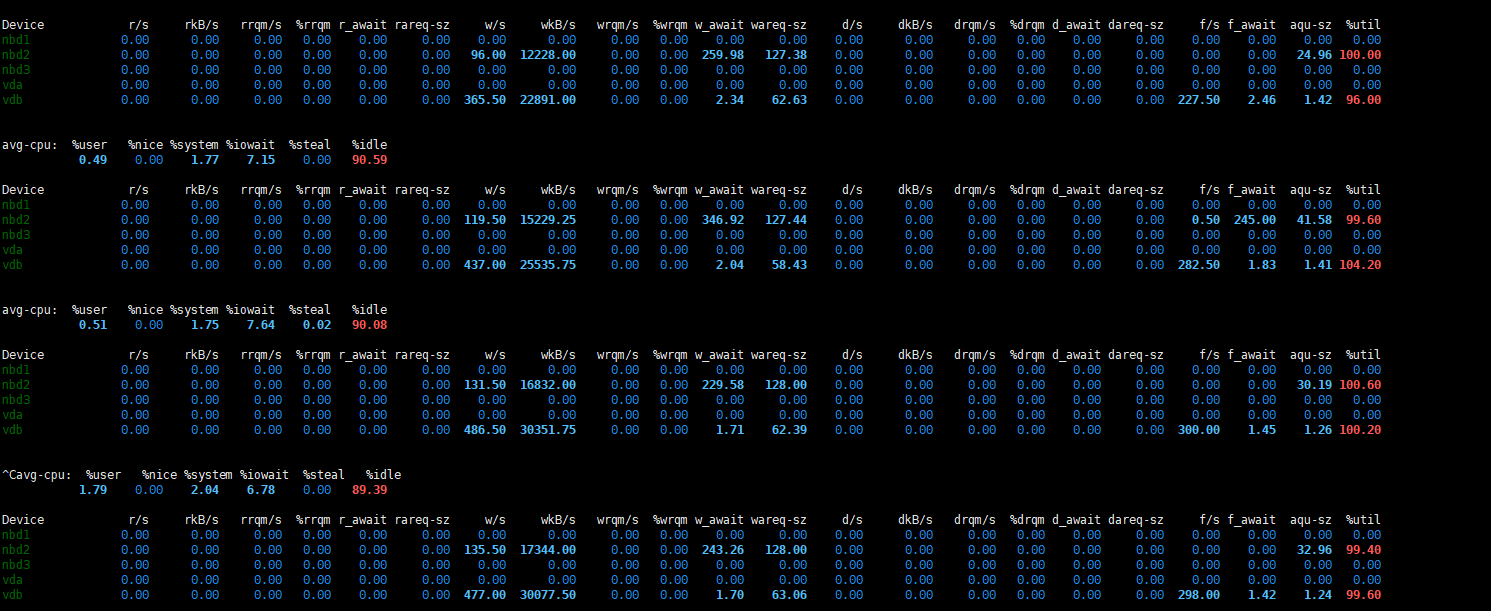 Device r/s rkB/s rrqm/s %rrqm r_await rareq-sz w/s wkB/s wrqm/s %wrqm w_await wareq-sz d/s dkB/s drqm/s %drqm d_await dareq-sz f/s f_await aqu-sz %util
nbd1 0.00 0.00 0.00 0.00 0.00 0.00 0.00 0.00 0.00 0.00 0.00 0.00 0.00 0.00 0.00 0.00 0.00 0.00 0.00 0.00 0.00 0.00
nbd2 0.00 0.00 0.00 0.00 0.00 0.00 96.00 12228.00 0.00 0.00 259.98 127.38 0.00 0.00 0.00 0.00 0.00 0.00 0.00 0.00 24.96 100.00
nbd3 0.00 0.00 0.00 0.00 0.00 0.00 0.00 0.00 0.00 0.00 0.00 0.00 0.00 0.00 0.00 0.00 0.00 0.00 0.00 0.00 0.00 0.00
vda 0.00 0.00 0.00 0.00 0.00 0.00 0.00 0.00 0.00 0.00 0.00 0.00 0.00 0.00 0.00 0.00 0.00 0.00 0.00 0.00 0.00 0.00
vdb 0.00 0.00 0.00 0.00 0.00 0.00 365.50 22891.00 0.00 0.00 2.34 62.63 0.00 0.00 0.00 0.00 0.00 0.00 227.50 2.46 1.42 96.00
avg-cpu: %user %nice %system %iowait %steal %idle
0.49 0.00 1.77 7.15 0.00 90.59
Device r/s rkB/s rrqm/s %rrqm r_await rareq-sz w/s wkB/s wrqm/s %wrqm w_await wareq-sz d/s dkB/s drqm/s %drqm d_await dareq-sz f/s f_await aqu-sz %util
nbd1 0.00 0.00 0.00 0.00 0.00 0.00 0.00 0.00 0.00 0.00 0.00 0.00 0.00 0.00 0.00 0.00 0.00 0.00 0.00 0.00 0.00 0.00
nbd2 0.00 0.00 0.00 0.00 0.00 0.00 119.50 15229.25 0.00 0.00 346.92 127.44 0.00 0.00 0.00 0.00 0.00 0.00 0.50 245.00 41.58 99.60
nbd3 0.00 0.00 0.00 0.00 0.00 0.00 0.00 0.00 0.00 0.00 0.00 0.00 0.00 0.00 0.00 0.00 0.00 0.00 0.00 0.00 0.00 0.00
vda 0.00 0.00 0.00 0.00 0.00 0.00 0.00 0.00 0.00 0.00 0.00 0.00 0.00 0.00 0.00 0.00 0.00 0.00 0.00 0.00 0.00 0.00
vdb 0.00 0.00 0.00 0.00 0.00 0.00 437.00 25535.75 0.00 0.00 2.04 58.43 0.00 0.00 0.00 0.00 0.00 0.00 282.50 1.83 1.41 104.20
avg-cpu: %user %nice %system %iowait %steal %idle
0.51 0.00 1.75 7.64 0.02 90.08
Device r/s rkB/s rrqm/s %rrqm r_await rareq-sz w/s wkB/s wrqm/s %wrqm w_await wareq-sz d/s dkB/s drqm/s %drqm d_await dareq-sz f/s f_await aqu-sz %util
nbd1 0.00 0.00 0.00 0.00 0.00 0.00 0.00 0.00 0.00 0.00 0.00 0.00 0.00 0.00 0.00 0.00 0.00 0.00 0.00 0.00 0.00 0.00
nbd2 0.00 0.00 0.00 0.00 0.00 0.00 131.50 16832.00 0.00 0.00 229.58 128.00 0.00 0.00 0.00 0.00 0.00 0.00 0.00 0.00 30.19 100.60
nbd3 0.00 0.00 0.00 0.00 0.00 0.00 0.00 0.00 0.00 0.00 0.00 0.00 0.00 0.00 0.00 0.00 0.00 0.00 0.00 0.00 0.00 0.00
vda 0.00 0.00 0.00 0.00 0.00 0.00 0.00 0.00 0.00 0.00 0.00 0.00 0.00 0.00 0.00 0.00 0.00 0.00 0.00 0.00 0.00 0.00
vdb 0.00 0.00 0.00 0.00 0.00 0.00 486.50 30351.75 0.00 0.00 1.71 62.39 0.00 0.00 0.00 0.00 0.00 0.00 300.00 1.45 1.26 100.20
^Cavg-cpu: %user %nice %system %iowait %steal %idle
1.79 0.00 2.04 6.78 0.00 89.39
Device r/s rkB/s rrqm/s %rrqm r_await rareq-sz w/s wkB/s wrqm/s %wrqm w_await wareq-sz d/s dkB/s drqm/s %drqm d_await dareq-sz f/s f_await aqu-sz %util
nbd1 0.00 0.00 0.00 0.00 0.00 0.00 0.00 0.00 0.00 0.00 0.00 0.00 0.00 0.00 0.00 0.00 0.00 0.00 0.00 0.00 0.00 0.00
nbd2 0.00 0.00 0.00 0.00 0.00 0.00 135.50 17344.00 0.00 0.00 243.26 128.00 0.00 0.00 0.00 0.00 0.00 0.00 0.00 0.00 32.96 99.40
nbd3 0.00 0.00 0.00 0.00 0.00 0.00 0.00 0.00 0.00 0.00 0.00 0.00 0.00 0.00 0.00 0.00 0.00 0.00 0.00 0.00 0.00 0.00
vda 0.00 0.00 0.00 0.00 0.00 0.00 0.00 0.00 0.00 0.00 0.00 0.00 0.00 0.00 0.00 0.00 0.00 0.00 0.00 0.00 0.00 0.00
vdb 0.00 0.00 0.00 0.00 0.00 0.00 477.00 30077.50 0.00 0.00 1.70 63.06 0.00 0.00 0.00 0.00 0.00 0.00 298.00 1.42 1.24 99.60